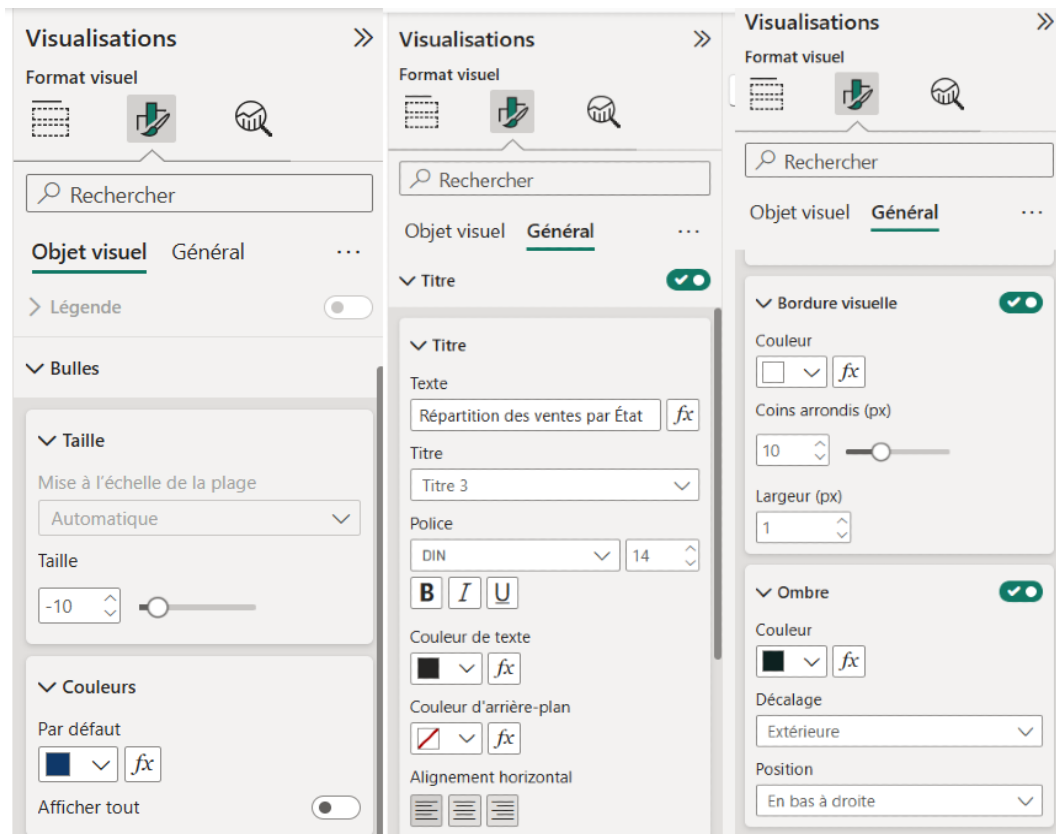 Visualisations
Format visuel
Rechercher
Objet visuel Général ...
Légende
Bulles
Taille
Mise à l'échelle de la plage
Automatique
Taille
-10
Couleurs
Par défaut
fx
Afficher tout
Visualisations
Format visuel
Rechercher
Objet visuel Général ...
Titre
Titre
Texte
Répartition des ventes par État fx
Titre
Titre 3
Police
DIN 14
B I U
Couleur de texte
fx
Couleur d'arrière-plan
fx
Alignement horizontal
Visualisations
Format visuel
Rechercher
Objet visuel Général ...
Bordure visuelle
Couleur
fx
Coins arrondis (px)
10
Largeur (px)
1
Ombre
Couleur
fx
Décalage
Extérieure
Position
En bas à droite